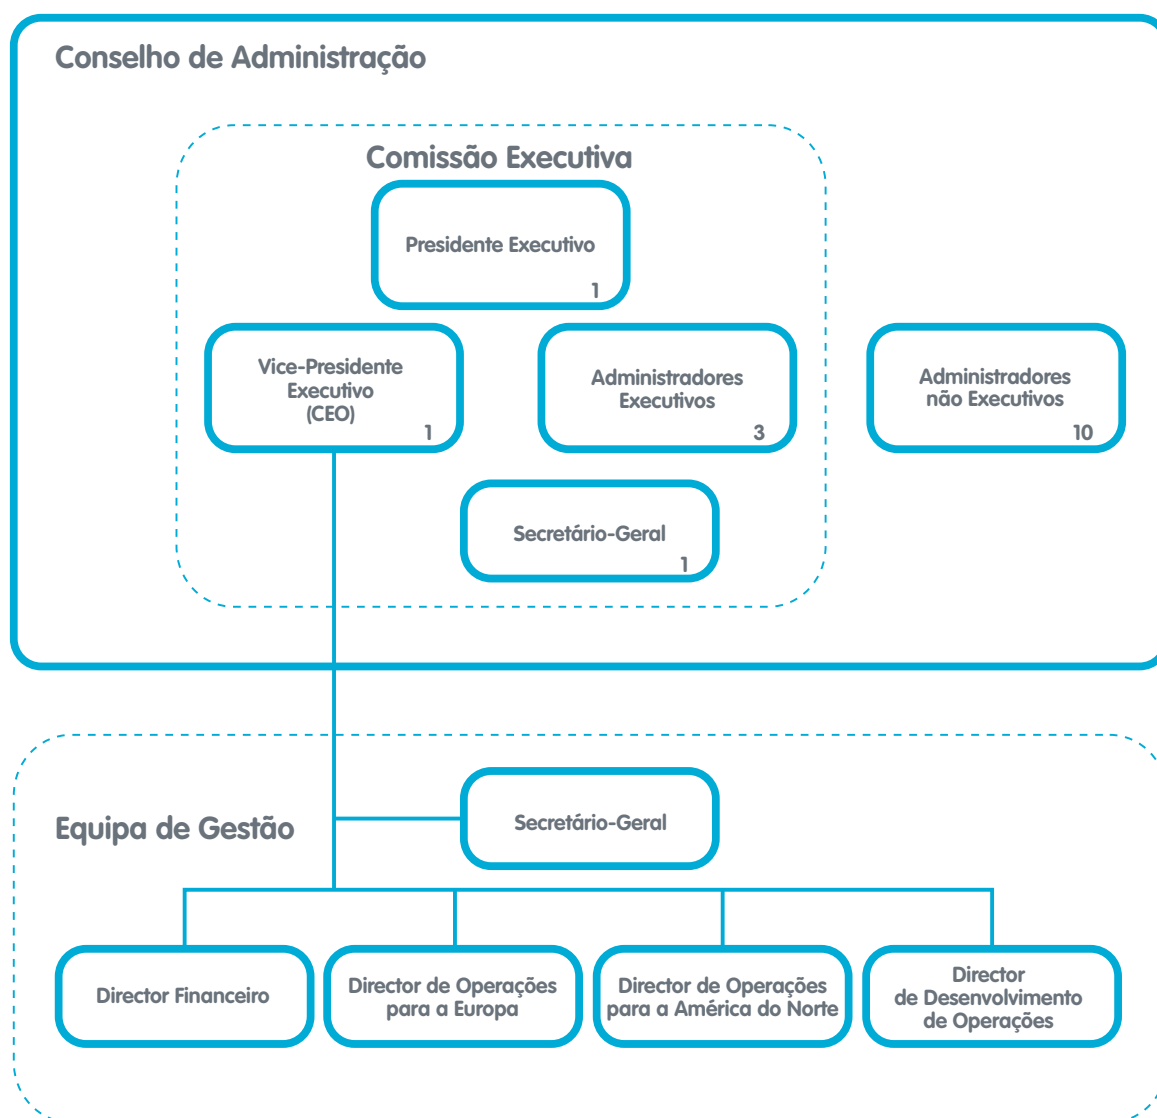 Conselho de Administração
Comissão Executiva
Presidente Executivo
1
Vice-Presidente
Executivo
(CEO)
1
Administradores
Executivos
3
Administradores
não Executivos
10
Secretário-Geral
1
Equipa de Gestão
Secretário-Geral
Director Financeiro
Director de Operações
para a Europa
Director de Operações
para a América do Norte
Director
de Desenvolvimento
de Operações